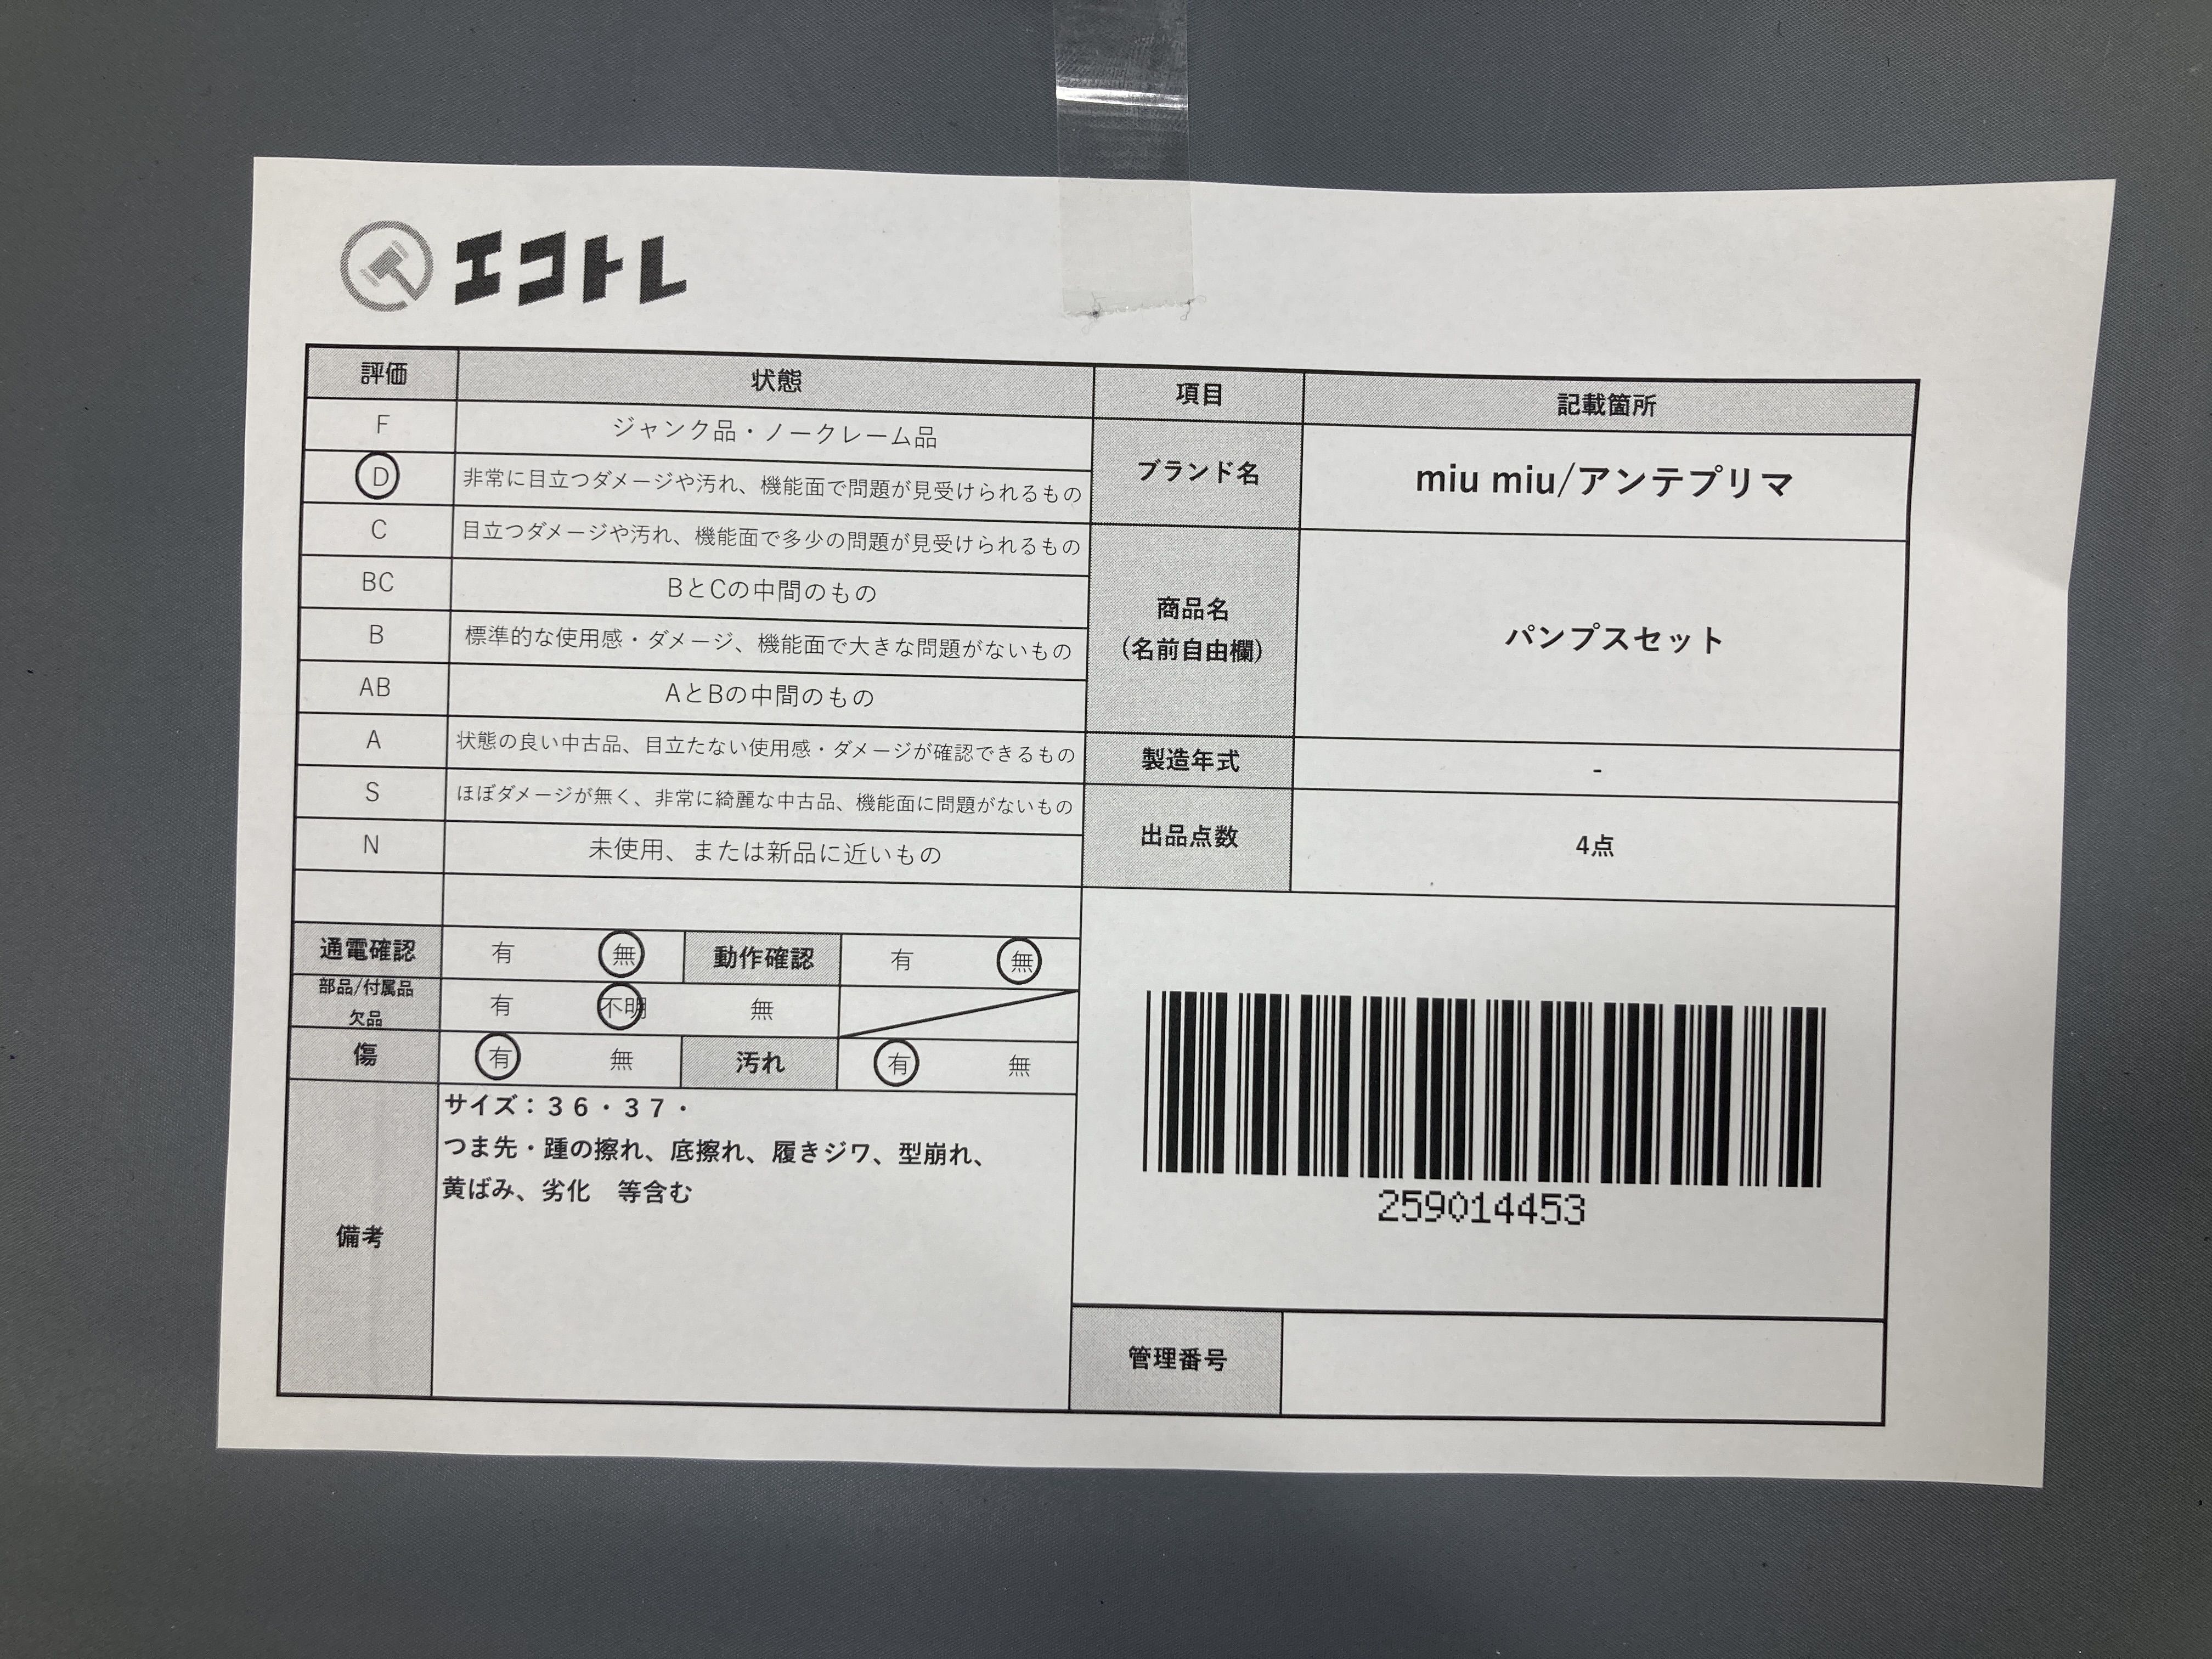 エコトレ
評価 状態 項目 記載箇所
F ジャンク品・ノークレーム品
D 非常に目立つダメージや汚れ、機能面で問題が見受けられるもの
C 目立つダメージや汚れ、機能面で多少の問題が見受けられるもの
BC BとCの中間のもの
B 標準的な使用感・ダメージ、機能面で大きな問題がないもの
AB AとBの中間のもの
A 状態の良い中古品、目立たない使用感・ダメージが確認できるもの
S ほぼダメージが無く、非常に綺麗な中古品、機能面に問題がないもの
N 未使用、または新品に近いもの
ブランド名 miu miu/アンテプリマ
商品名
(名前自由欄)
パンプスセット
製造年式 -
出品点数 4点
通電確認 有 無 動作確認 有 無
部品/付属品
欠品
有 不明 無
傷 有 無 汚れ 有 無
備考
サイズ：３６・３７・
つま先・踵の擦れ、底擦れ、履きジワ、型崩れ、
黄ばみ、劣化　等含む
259014453
管理番号